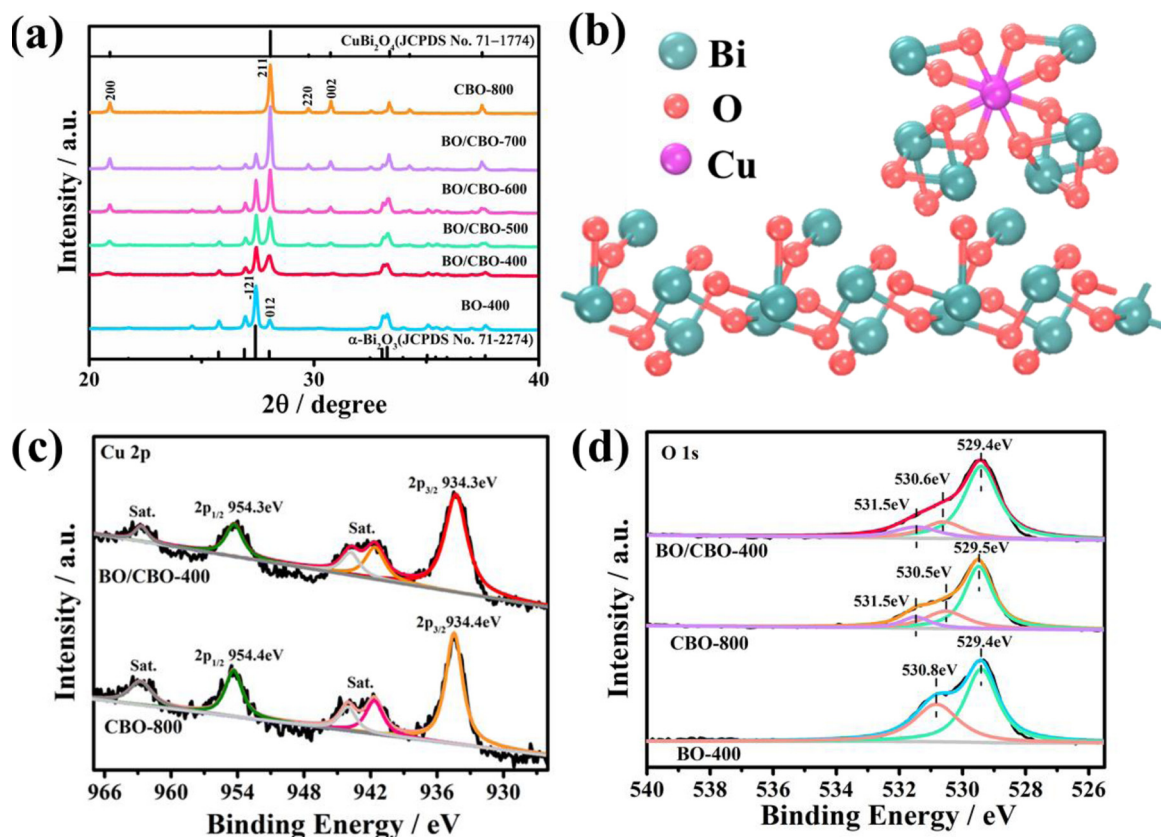 (a)
CuBi₂O₄(JCPDS No. 71-1774)
200
211
220
002
CBO-800
BO/CBO-700
BO/CBO-600
BO/CBO-500
BO/CBO-400
-121
012
BO-400
α-Bi₂O₃(JCPDS No. 71-2274)
Intensity / a.u.
20 30 40
2θ / degree
(b)
Bi
O
Cu
(c)
Cu 2p
Sat.
2p₁/₂ 954.3eV
Sat.
2p₃/₂ 934.3eV
BO/CBO-400
Sat.
2p₁/₂ 954.4eV
Sat.
2p₃/₂ 934.4eV
CBO-800
Intensity / a.u.
966 960 954 948 942 936 930
Binding Energy / eV
(d)
O 1s
529.4eV
530.6eV
531.5eV
BO/CBO-400
529.5eV
530.5eV
531.5eV
CBO-800
529.4eV
530.8eV
BO-400
Intensity / a.u.
540 538 536 534 532 530 528 526
Binding Energy / eV